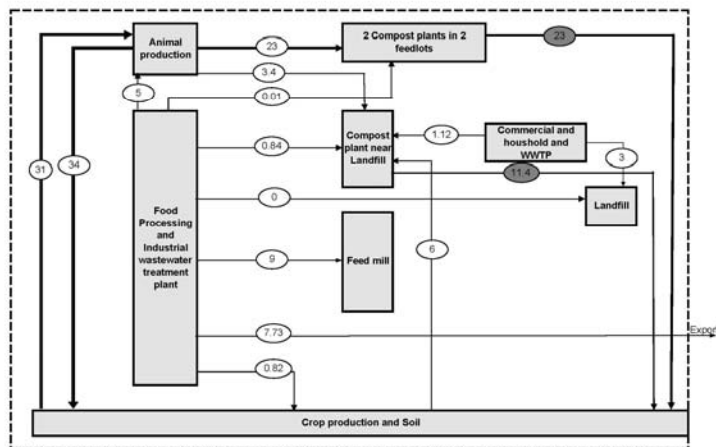 Animal
production
23
2 Compost plants in 2
feedlots
23
3.4
5
0.01
31
34
0.84
Compost
plant near
Landfill
1.12
Commercial and
houshold and
WWTP
3
11.4
Food
Processing
and
Industrial
wastewater
treatment
plant
0
Landfill
9
Feed mill
6
7.73
Export
0.82
Crop production and Soil